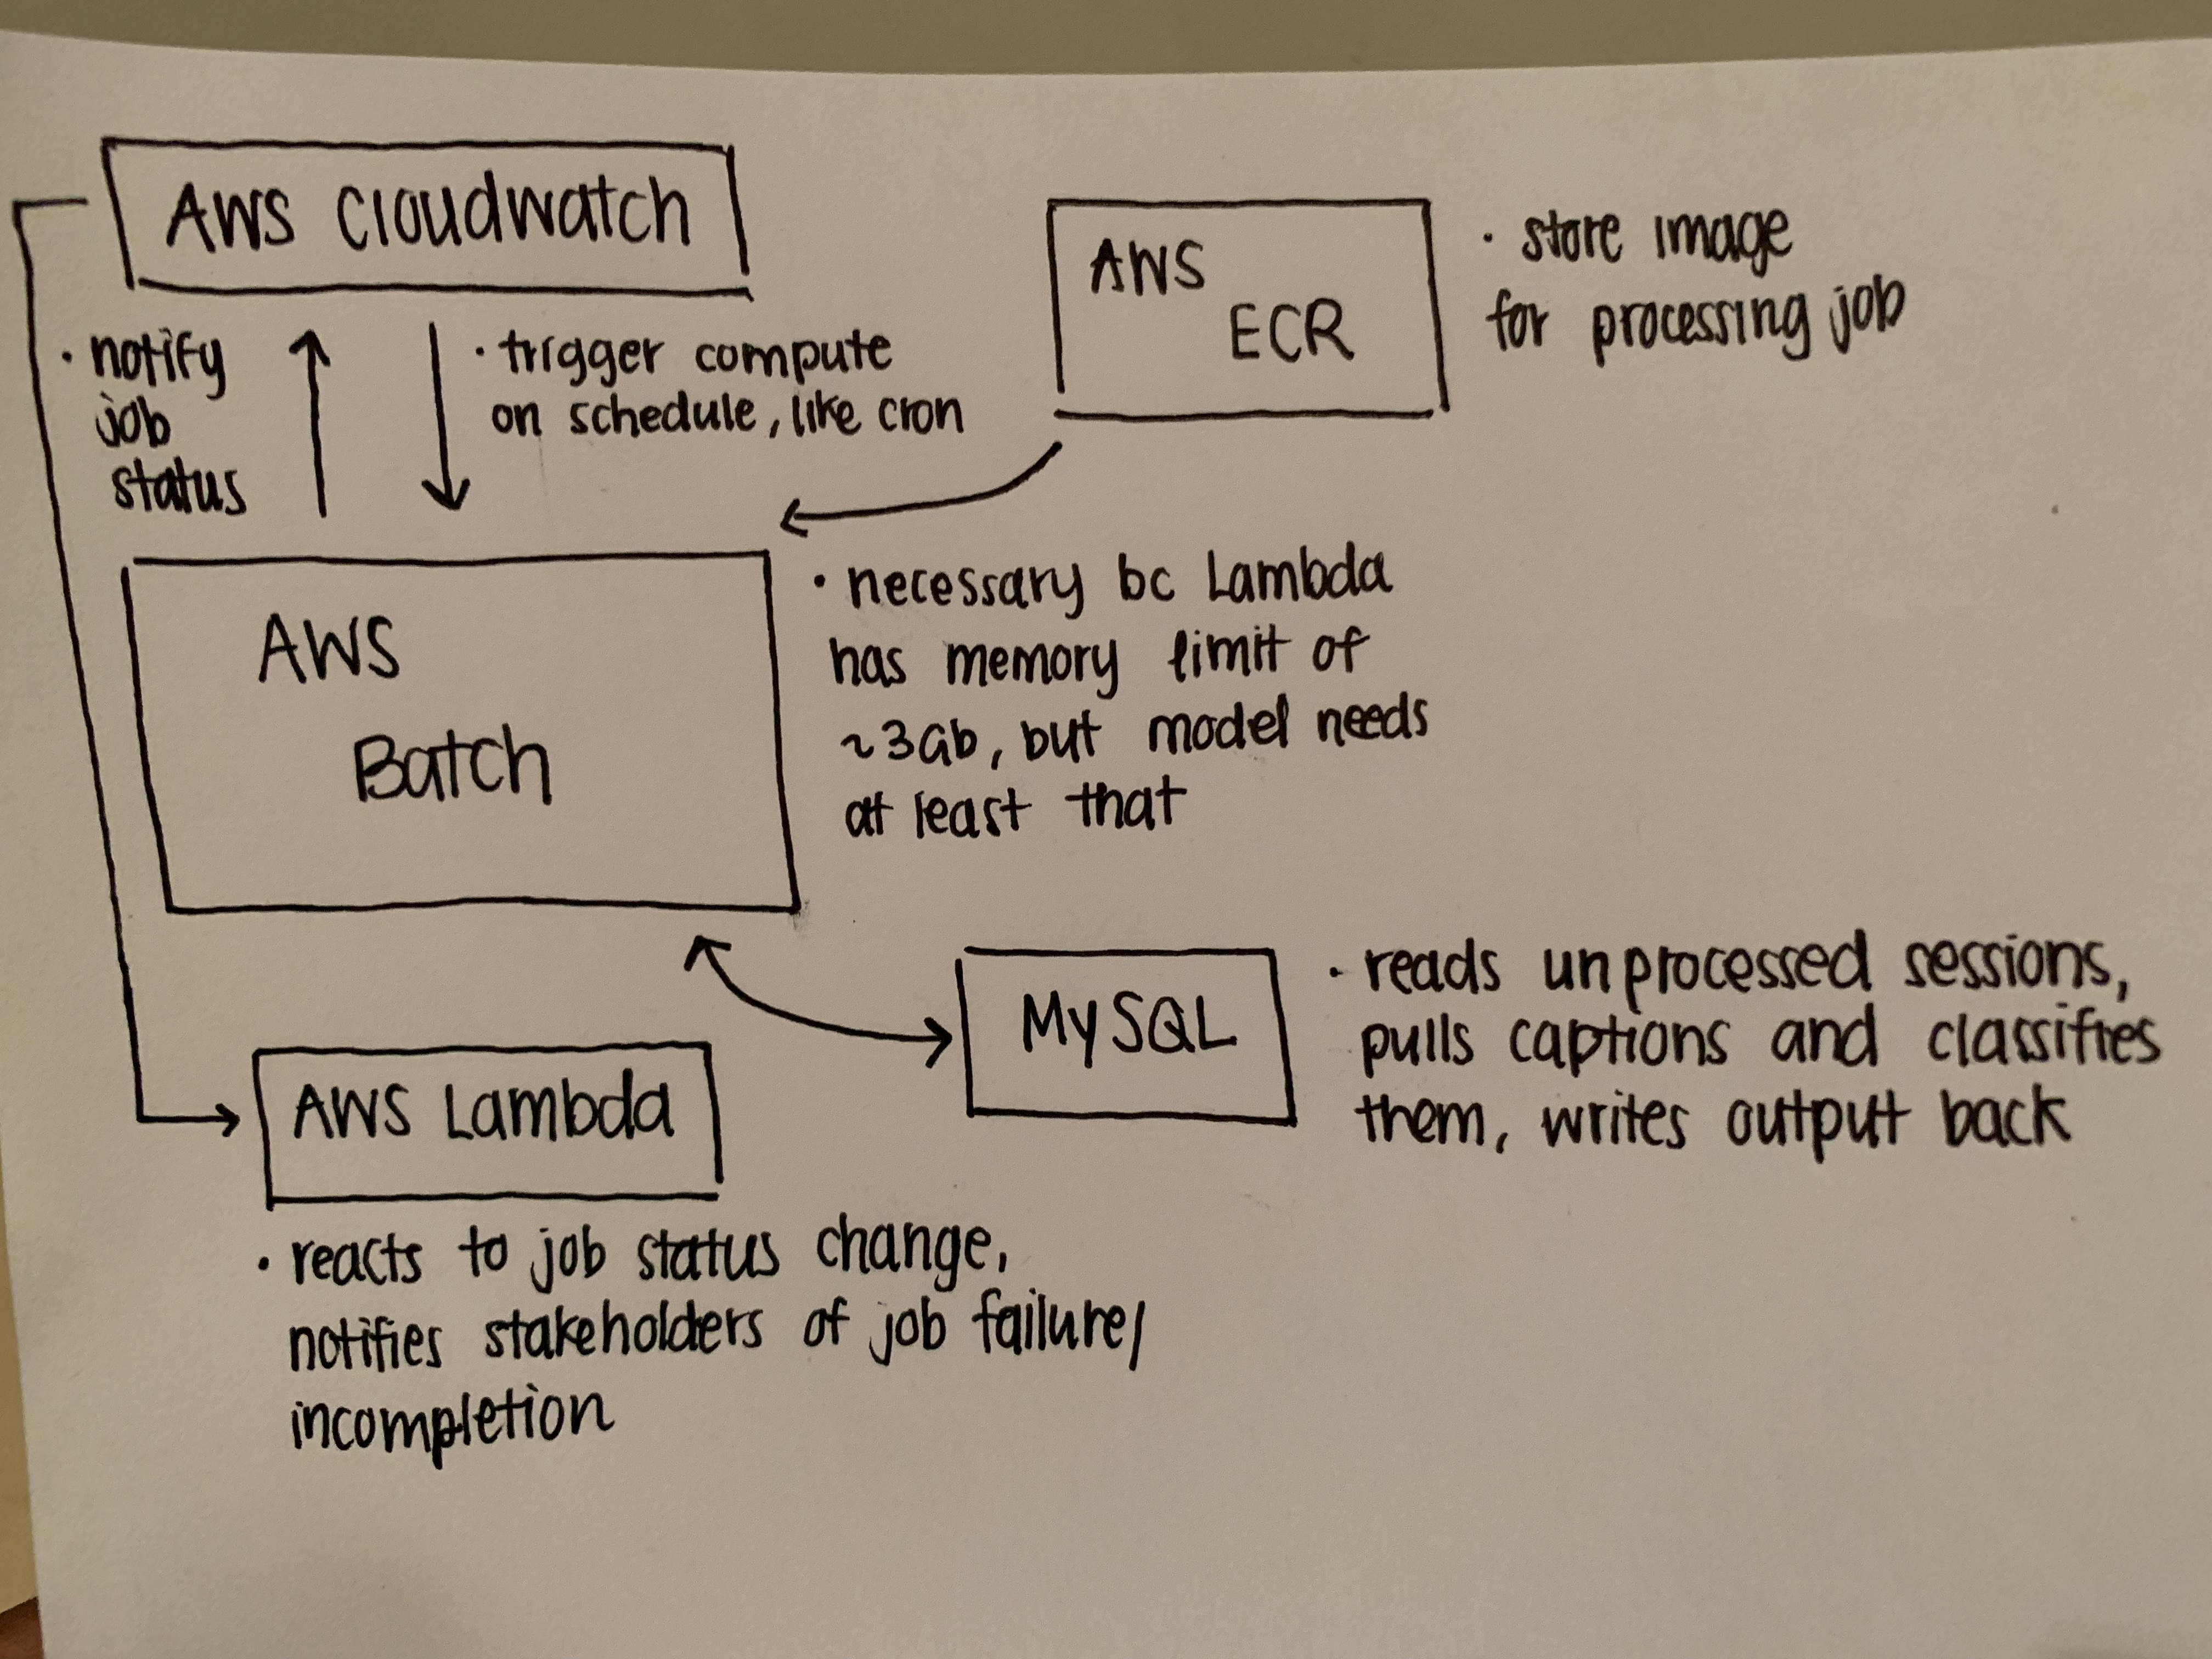 AWS Cloudwatch
AWS
ECR
· store image
for processing job
· notify
job
status
· trigger compute
on schedule, like cron
AWS
Batch
· necessary bc Lambda
has memory limit of
~3Gb, but model needs
at least that
MySQL
· reads unprocessed sessions,
pulls captions and classifies
them, writes output back
AWS Lambda
· reacts to job status change,
notifies stakeholders of job failure/
incompletion